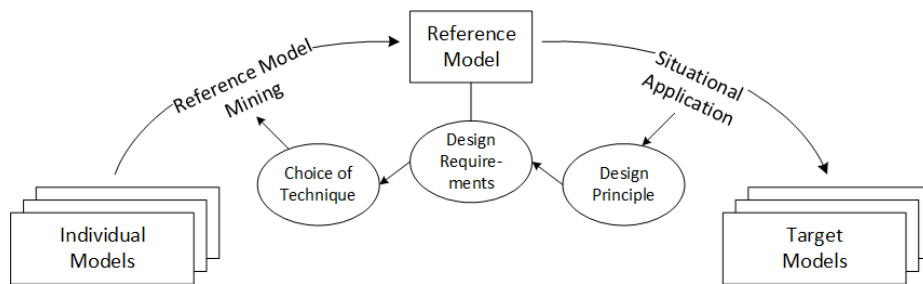 Reference
Model
Reference Model
Mining
Situational
Application
Design
Require-
ments
Choice of
Technique
Design
Principle
Individual
Models
Target
Models